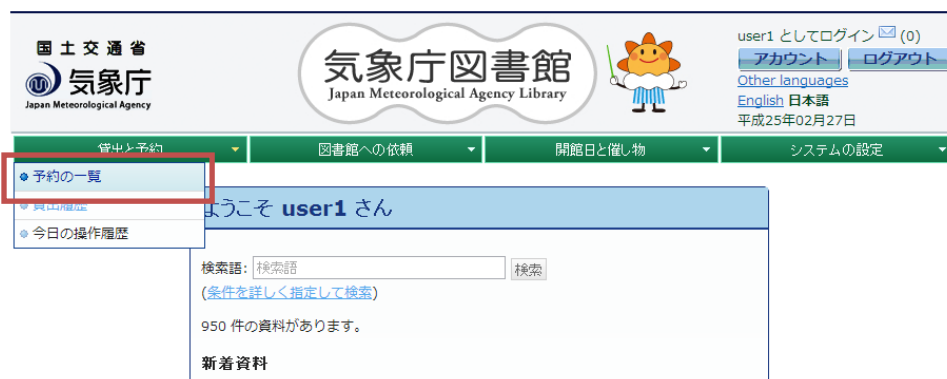 国土交通省
気象庁
Japan Meteorological Agency
気象庁図書館
Japan Meteorological Agency Library
user1 としてログイン (0)
アカウント ログアウト
Other languages
English 日本語
平成25年02月27日
貸出と予約 図書館への依頼 開館日と催し物 システムの設定
予約の一覧
貸出履歴
今日の操作履歴
ようこそ user1 さん
検索語: 検索語 検索
(条件を詳しく指定して検索)
950 件の資料があります。
新着資料